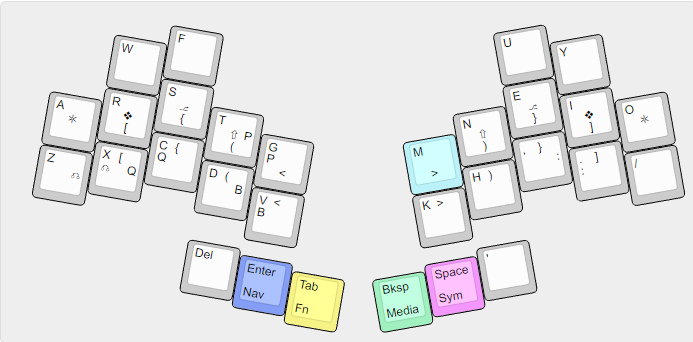 W
F
A
R
[
S
{
T
P
(
G
P
<
Z
X [
Q
C {
Q
D (
B
V <
B
Del
Enter
Nav
Tab
Fn
U
Y
M
>
N
)
E
}
I
]
O
K >
H )
, }
:
. ]
:
/
Bksp
Media
Space
Sym
'